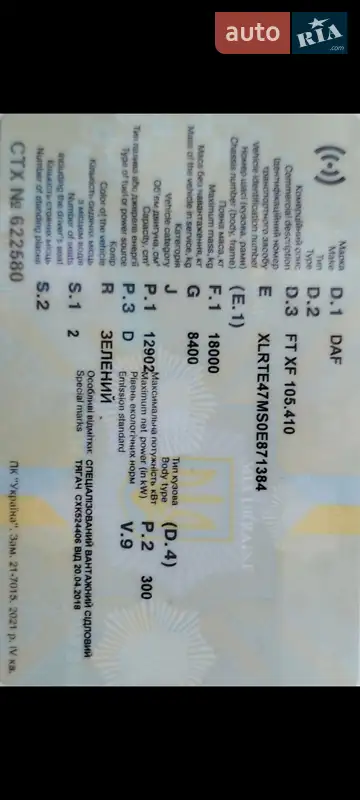 auto RIA .com
Марка
Make D.1 DAF
Тип
Type D.2
Комерційний опис
Commercial description D.3 FT XF 105.410
Ідентифікаційний номер
транспортного засобу
Vehicle identification number E XLRTE47MS0E871384
Номер шасі (кузова, рами)
Chassis number (body, frame) (E.1)
Повна маса, кг
Maximum mass, kg F.1 18000
Маса без навантаження, кг
Mass of the vehicle in service, kg G 8400
Категорія
Vehicle category J
Тип кузова
Body type (D.4)
Об'єм двигуна, см³
Capacity, cm³ P.1 12902
Максимальна потужність, кВт
Maximum net power (in kW) P.2 300
Тип палива або джерела енергії
Type of fuel or power source P.3 D
Рівень екологічних норм
Emission standard V.9
Колір
Color of the vehicle R ЗЕЛЕНИЙ
Кількість сидячих місць
з місцем водія
Number of seats
including the driver's seat S.1 2
Кількість стоячих місць
Number of standing places S.2
Особливі відмітки:
Special marks
СПЕЦІАЛІЗОВАНИЙ ВАНТАЖНИЙ СІДЛОВИЙ
ТЯГАЧ CXK524406 ВІД 20.04.2018
CTX № 622580
ПК "Україна". Зам. 21-7015. 2021 р. IV кв.